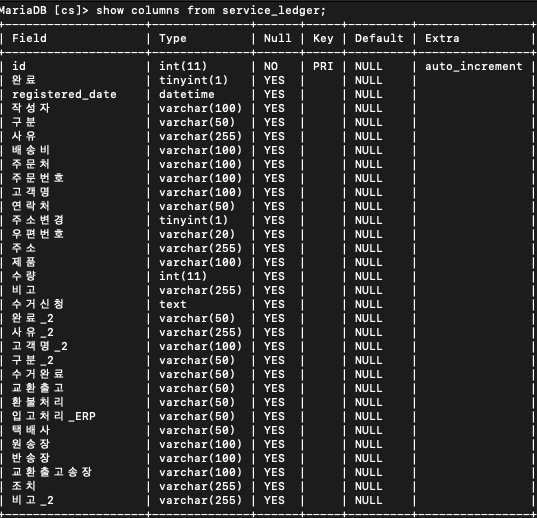 MariaDB [cs]> show columns from service_ledger;
| Field | Type | Null | Key | Default | Extra |
| id | int(11) | NO | PRI | NULL | auto_increment |
| 완료 | tinyint(1) | YES | | NULL | |
| registered_date | datetime | YES | | NULL | |
| 작성자 | varchar(100) | YES | | NULL | |
| 구분 | varchar(50) | YES | | NULL | |
| 사유 | varchar(255) | YES | | NULL | |
| 배송비 | varchar(100) | YES | | NULL | |
| 주문처 | varchar(100) | YES | | NULL | |
| 주문번호 | varchar(100) | YES | | NULL | |
| 고객명 | varchar(100) | YES | | NULL | |
| 연락처 | varchar(50) | YES | | NULL | |
| 주소변경 | tinyint(1) | YES | | NULL | |
| 우편번호 | varchar(20) | YES | | NULL | |
| 주소 | varchar(255) | YES | | NULL | |
| 제품 | varchar(100) | YES | | NULL | |
| 수량 | int(11) | YES | | NULL | |
| 비고 | varchar(255) | YES | | NULL | |
| 수거신청 | text | YES | | NULL | |
| 완료_2 | varchar(50) | YES | | NULL | |
| 사유_2 | varchar(255) | YES | | NULL | |
| 고객명_2 | varchar(100) | YES | | NULL | |
| 구분_2 | varchar(50) | YES | | NULL | |
| 수거완료 | varchar(50) | YES | | NULL | |
| 교환출고 | varchar(50) | YES | | NULL | |
| 환불처리 | varchar(50) | YES | | NULL | |
| 입고처리_ERP | varchar(50) | YES | | NULL | |
| 택배사 | varchar(50) | YES | | NULL | |
| 원송장 | varchar(100) | YES | | NULL | |
| 반송장 | varchar(100) | YES | | NULL | |
| 교환출고송장 | varchar(100) | YES | | NULL | |
| 조치 | varchar(255) | YES | | NULL | |
| 비고_2 | varchar(255) | YES | | NULL | |